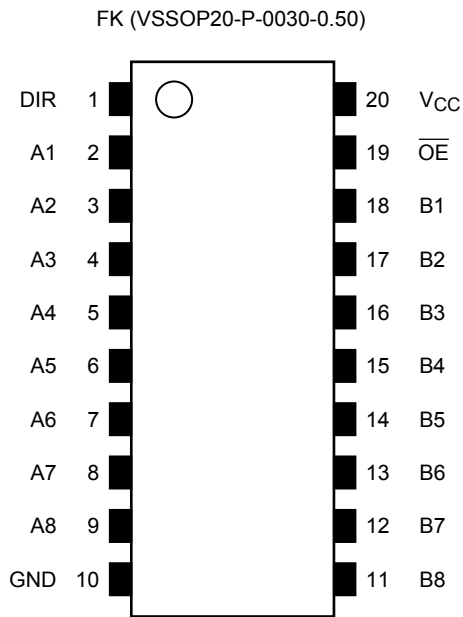 FK (VSSOP20-P-0030-0.50)
DIR 1 20 VCC
A1 2 19 O̅E̅
A2 3 18 B1
A3 4 17 B2
A4 5 16 B3
A5 6 15 B4
A6 7 14 B5
A7 8 13 B6
A8 9 12 B7
GND 10 11 B8